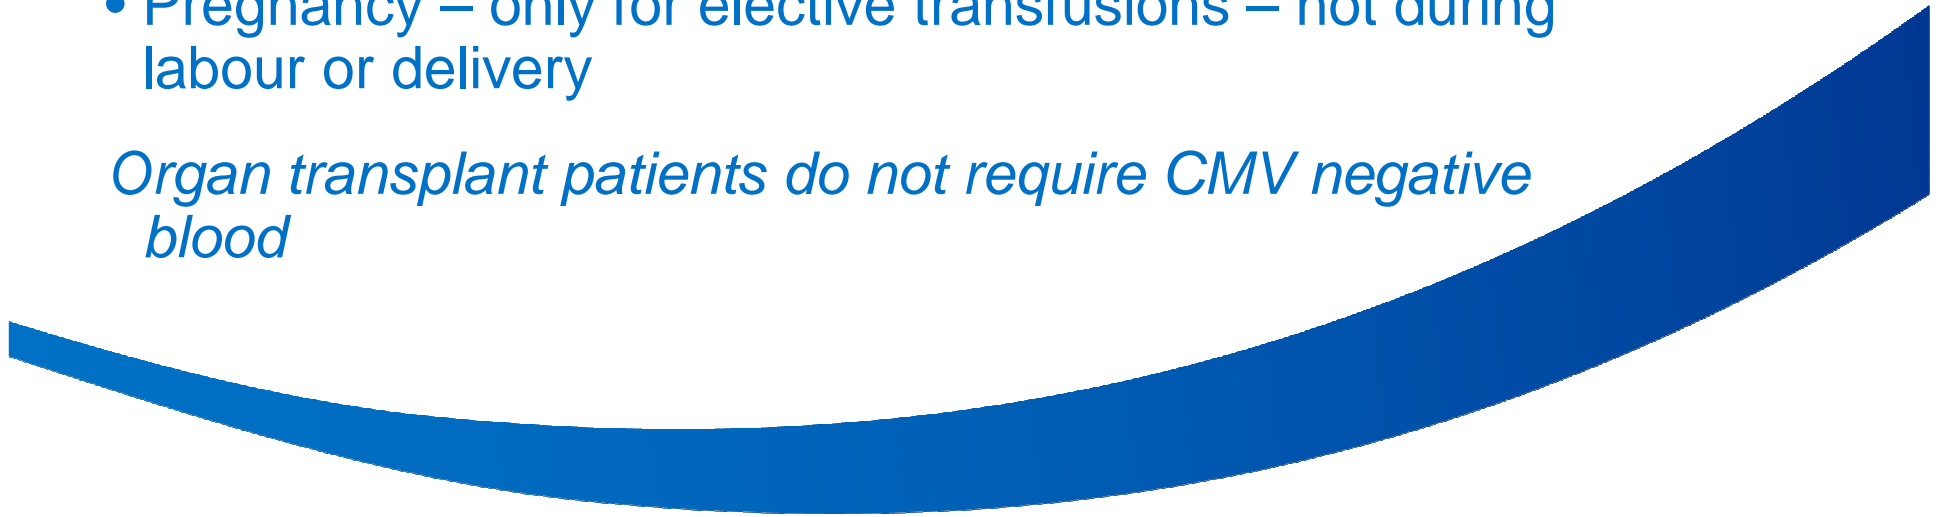 • Pregnancy – only for elective transfusions – not during
labour or delivery
Organ transplant patients do not require CMV negative
blood